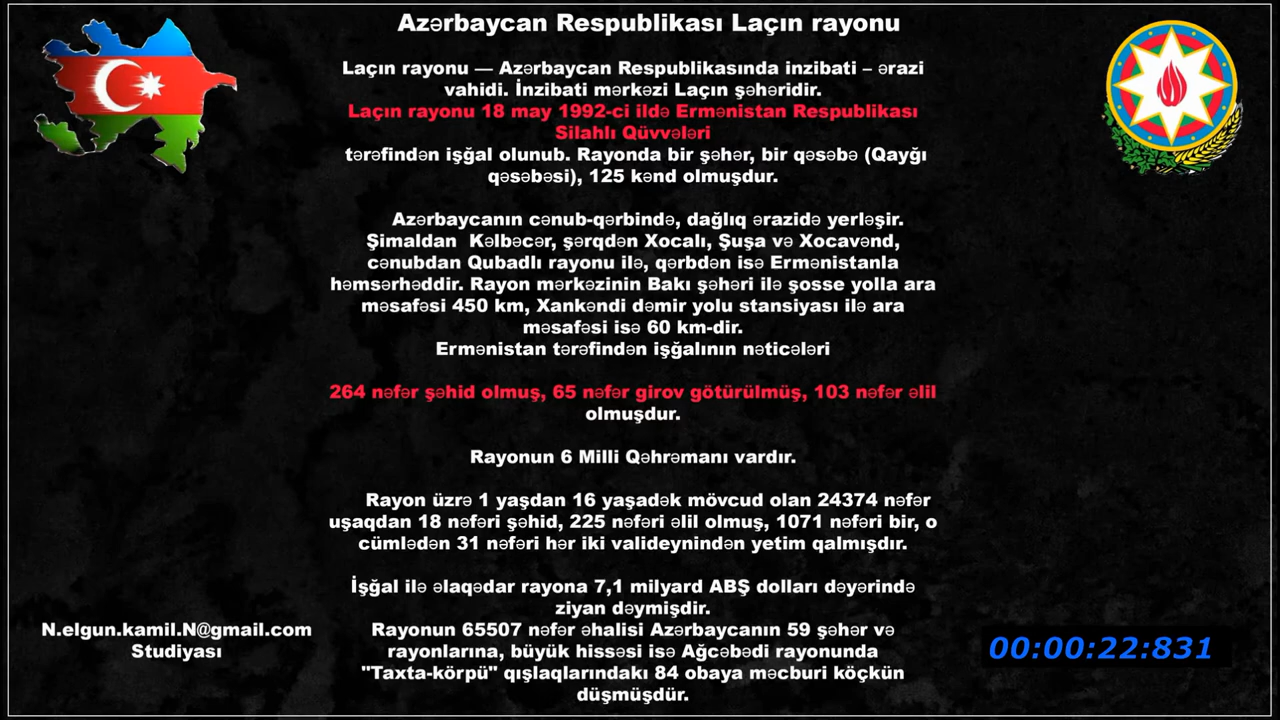 Azərbaycan Respublikası Laçın rayonu
Laçın rayonu — Azərbaycan Respublikasında inzibati – ərazi
vahidi. İnzibati mərkəzi Laçın şəhəridir.
Laçın rayonu 18 may 1992-ci ildə Ermənistan Respublikası
Silahlı Qüvvələri
tərəfindən işğal olunub. Rayonda bir şəhər, bir qəsəbə (Qayğı
qəsəbəsi), 125 kənd olmuşdur.
Azərbaycanın cənub-qərbində, dağlıq ərazidə yerləşir.
Şimaldan Kəlbəcər, şərqdən Xocalı, Şuşa və Xocavənd,
cənubdan Qubadlı rayonu ilə, qərbdən isə Ermənistanla
həmsərhəddir. Rayon mərkəzinin Bakı şəhəri ilə şosse yolla ara
məsafəsi 450 km, Xankəndi dəmir yolu stansiyası ilə ara
məsafəsi isə 60 km-dir.
Ermənistan tərəfindən işğalının nəticələri
264 nəfər şəhid olmuş, 65 nəfər girov götürülmüş, 103 nəfər əlil
olmuşdur.
Rayonun 6 Milli Qəhrəmanı vardır.
Rayon üzrə 1 yaşdan 16 yaşadək mövcud olan 24374 nəfər
uşaqdan 18 nəfəri şəhid, 225 nəfəri əlil olmuş, 1071 nəfəri bir, o
cümlədən 31 nəfəri hər iki valideynindən yetim qalmışdır.
İşğal ilə əlaqədar rayona 7,1 milyard ABŞ dolları dəyərində
ziyan dəymişdir.
Rayonun 65507 nəfər əhalisi Azərbaycanın 59 şəhər və
rayonlarına, büyük hissəsi isə Ağcəbədi rayonunda
"Taxta-körpü" qışlaqlarındakı 84 obaya məcburi köçkün
düşmüşdür.
N.elgun.kamil.N@gmail.com
Studiyası
00:00:22:831